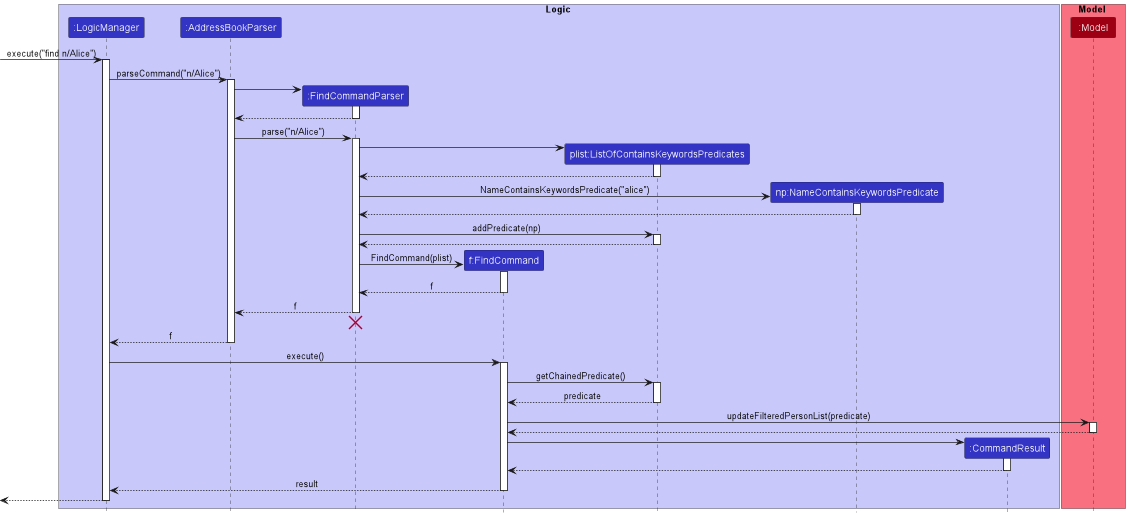 Logic
Model
:LogicManager
:AddressBookParser
:Model
execute("find n/Alice")
parseCommand("n/Alice")
:FindCommandParser
parse("n/Alice")
plist:ListOfContainsKeywordsPredicates
NameContainsKeywordsPredicate("alice")
np:NameContainsKeywordsPredicate
addPredicate(np)
FindCommand(plist)
f:FindCommand
f
f
f
execute()
getChainedPredicate()
predicate
updateFilteredPersonList(predicate)
:CommandResult
result